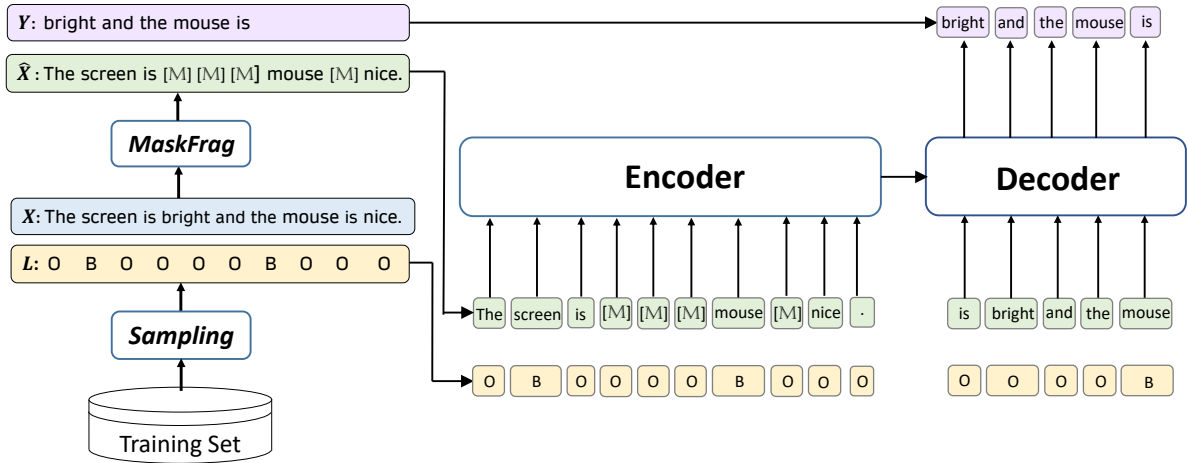 Y: bright and the mouse is
bright and the mouse is
X̂: The screen is [M] [M] [M] mouse [M] nice.
MaskFrag
Encoder
Decoder
X: The screen is bright and the mouse is nice.
L: O B O O O O B O O O
The screen is [M] [M] [M] mouse [M] nice .
is bright and the mouse
Sampling
O B O O O O B O O O
O O O O B
Training Set